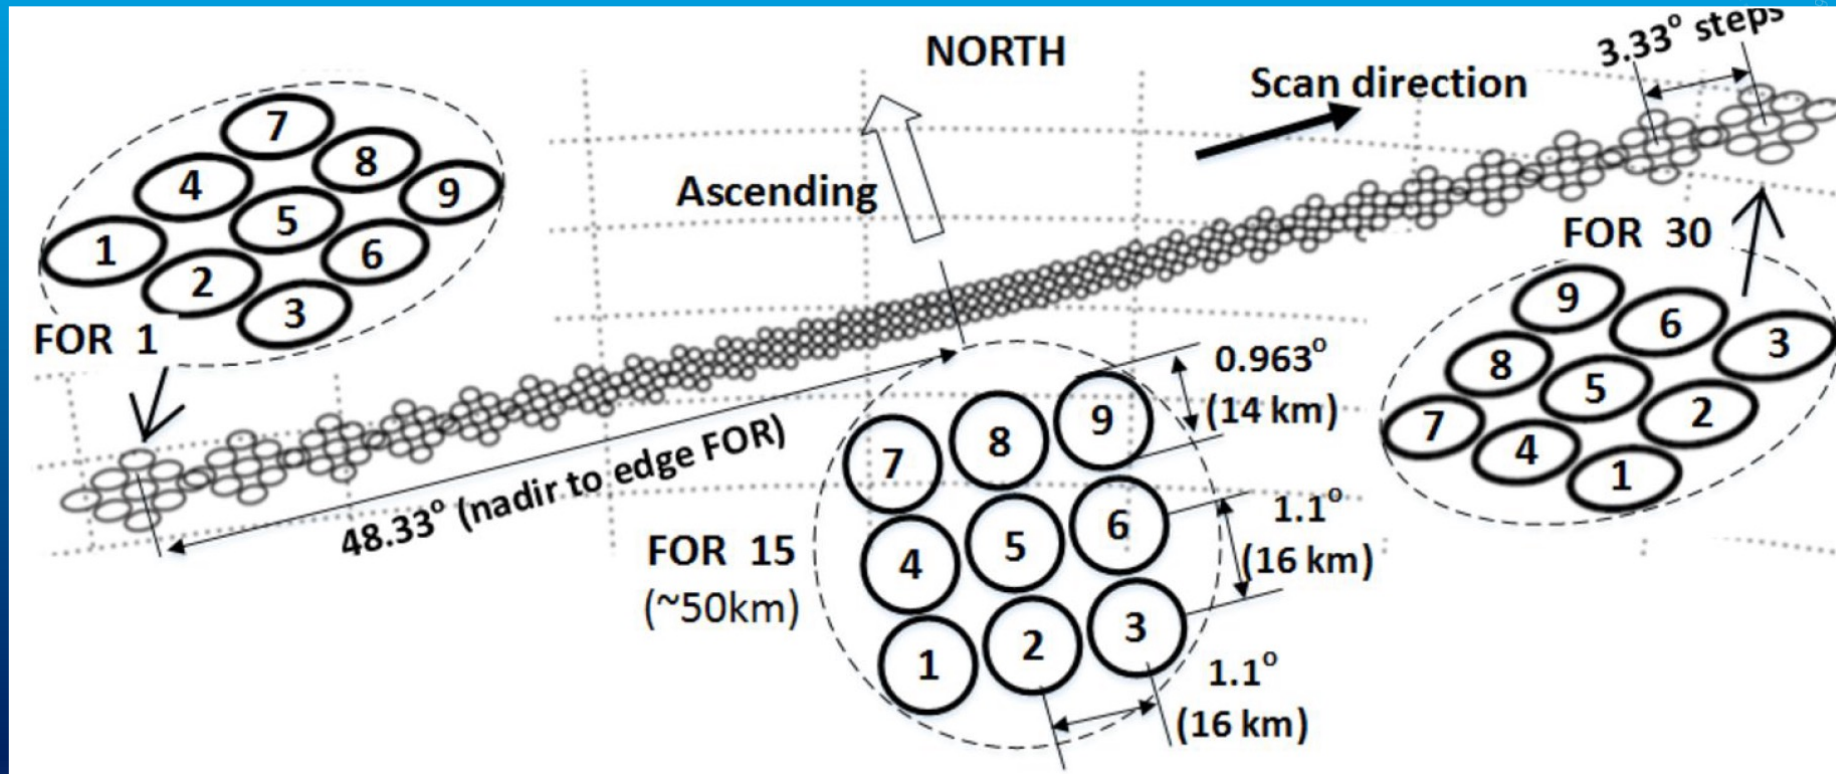 NORTH
Scan direction
3.33° steps
Ascending
7
8
4
9
5
1
6
2
3
FOR 1
FOR 30
9
6
3
8
5
2
7
4
1
48.33° (nadir to edge FOR)
0.963°
(14 km)
9
8
7
6
5
4
3
2
1
1.1°
(16 km)
FOR 15
(~50km)
1.1°
(16 km)